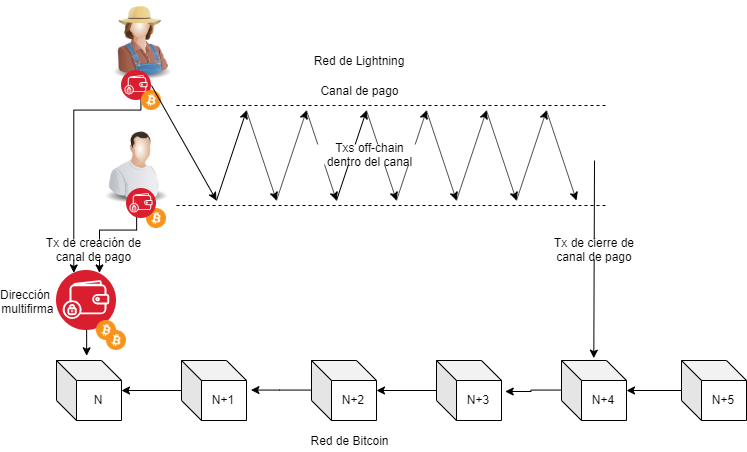 Red de Lightning
Canal de pago
Txs off-chain
dentro del canal
Tx de creación de
canal de pago
Tx de cierre de
canal de pago
Dirección
multifirma
N
N+1
N+2
N+3
N+4
N+5
Red de Bitcoin